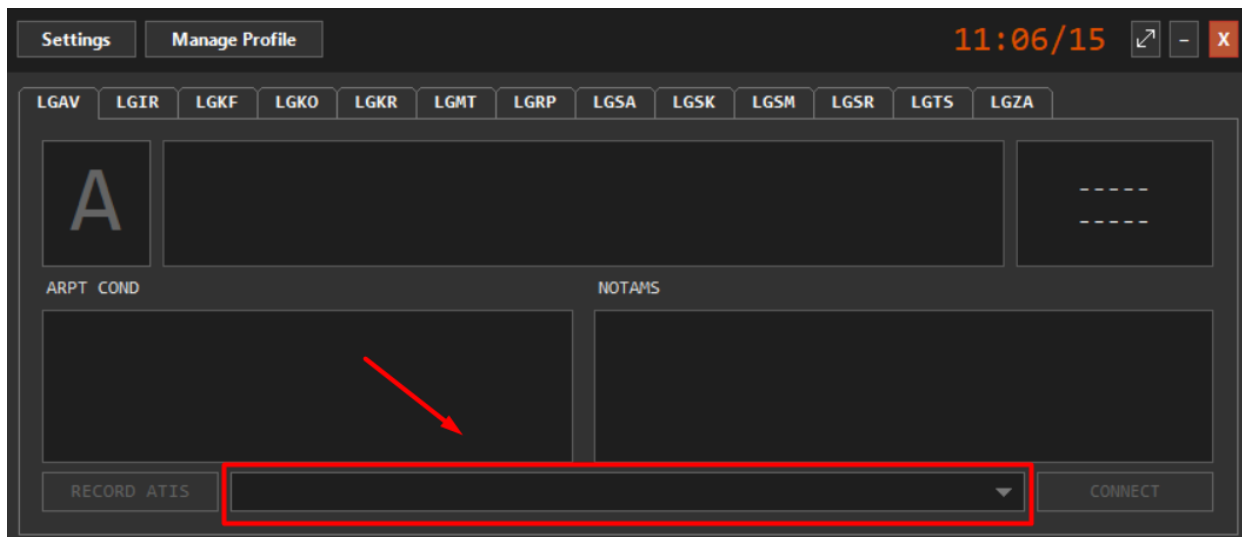 Settings Manage Profile 11:06/15 - X
LGAV LGIR LGKF LGKO LGKR LGMT LGRP LGSA LGSK LGSM LGSR LGTS LGZA
A
-----
-----
ARPT COND NOTAMS
RECORD ATIS CONNECT